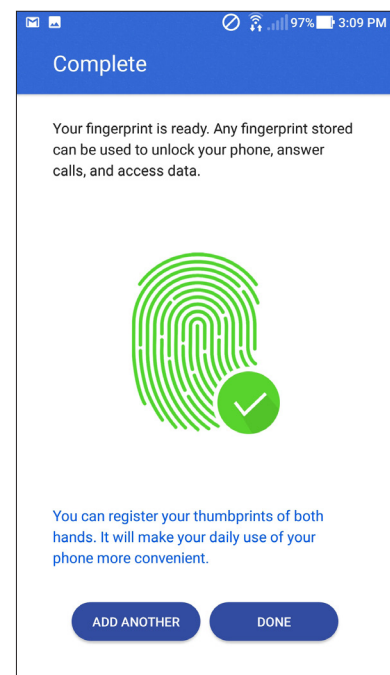 97% 3:09 PM
Complete
Your fingerprint is ready. Any fingerprint stored
can be used to unlock your phone, answer
calls, and access data.
You can register your thumbprints of both
hands. It will make your daily use of your
phone more convenient.
ADD ANOTHER DONE